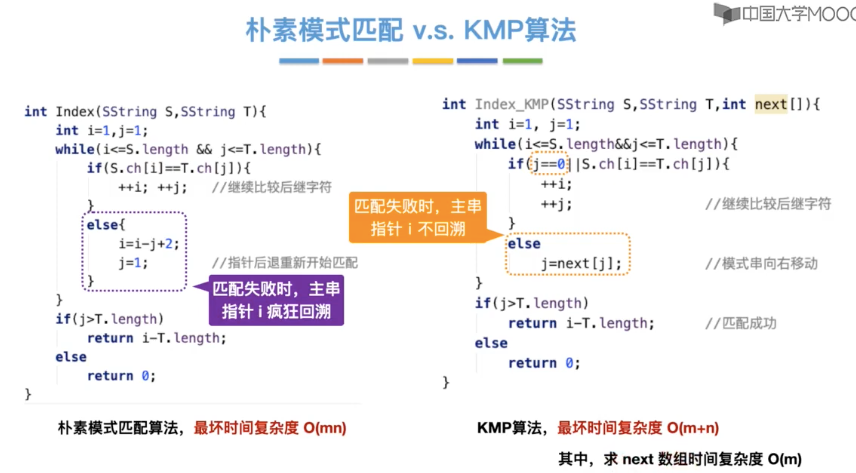 中国大学MOOC
朴素模式匹配 v.s. KMP算法
int Index(SString S,SString T){
int i=1,j=1;
while(i<=S.length && j<=T.length){
if(S.ch[i]==T.ch[j]){
++i; ++j; //继续比较后继字符
}
else{
i=i-j+2;
j=1; //指针后退重新开始匹配
}
}
if(j>T.length)
return i-T.length;
else
return 0;
}
匹配失败时，主串
指针 i 疯狂回溯
朴素模式匹配算法，最坏时间复杂度 O(mn)
int Index_KMP(SString S,SString T,int next[]){
int i=1, j=1;
while(i<=S.length&&j<=T.length){
if(j==0||S.ch[i]==T.ch[j]){
++i;
++j; //继续比较后继字符
}
else
j=next[j]; //模式串向右移动
}
if(j>T.length)
return i-T.length; //匹配成功
else
return 0;
}
匹配失败时，主串
指针 i 不回溯
KMP算法，最坏时间复杂度 O(m+n)
其中，求 next 数组时间复杂度 O(m)